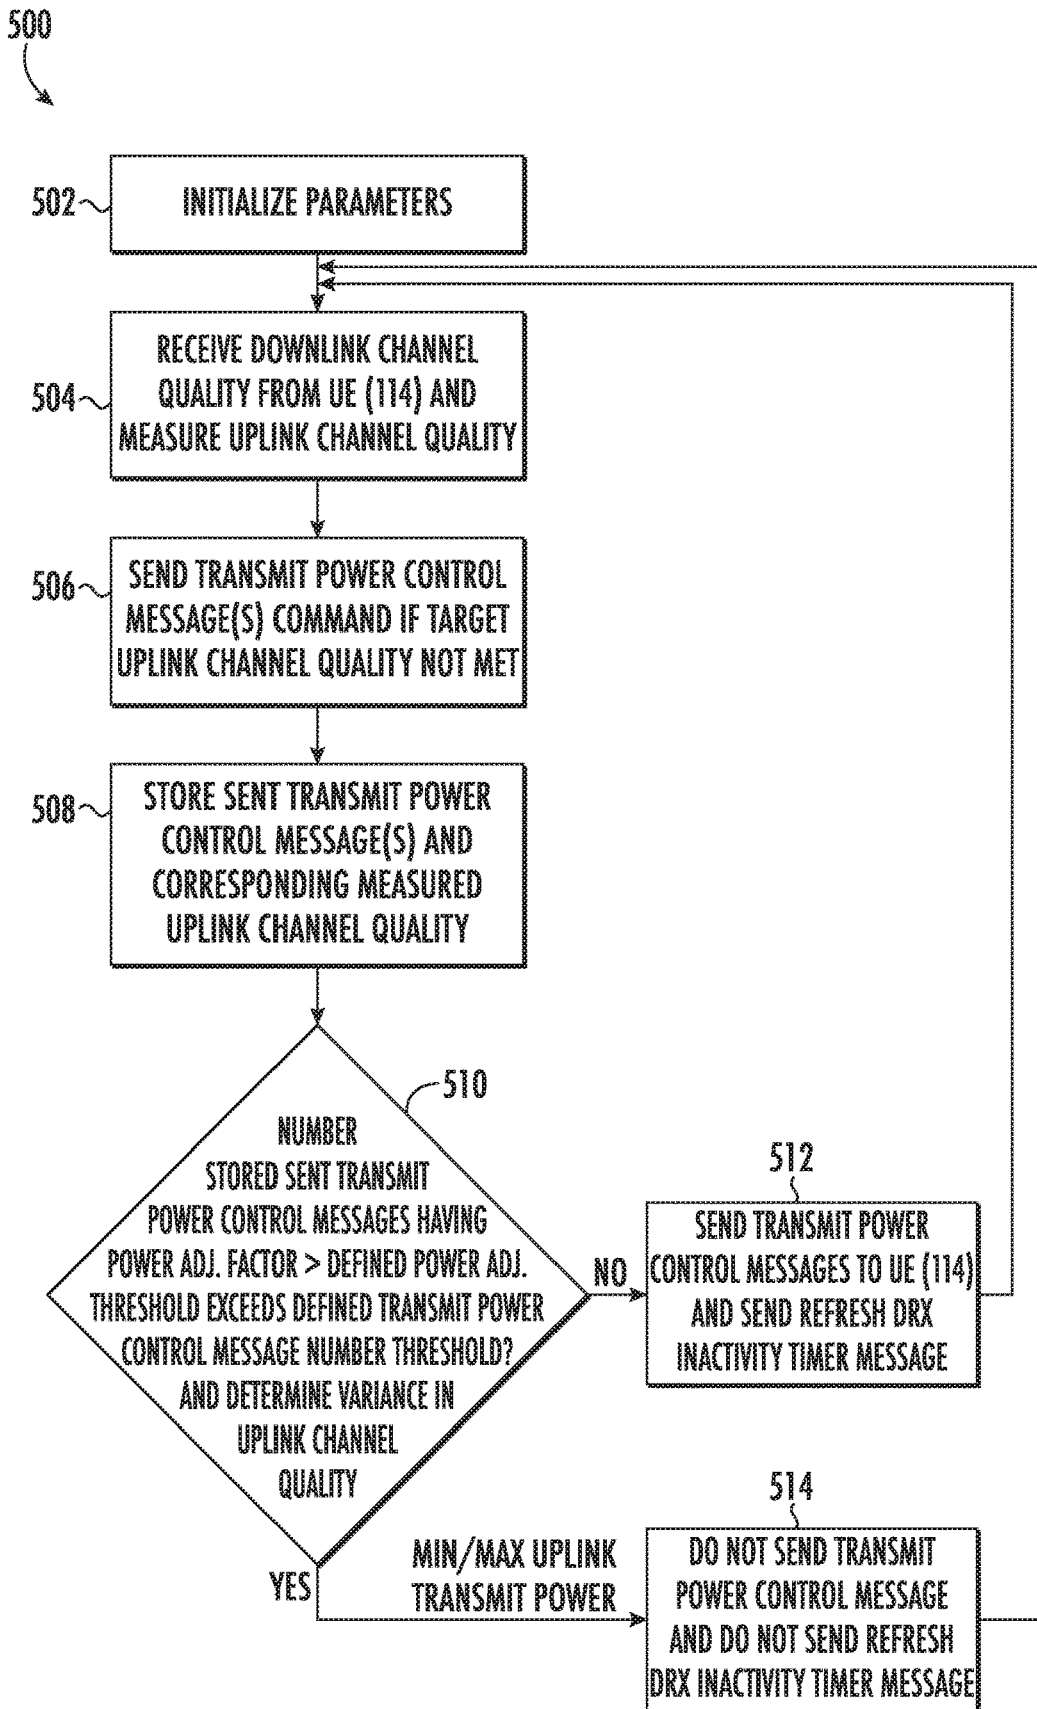 500
502
INITIALIZE PARAMETERS
504
RECEIVE DOWNLINK CHANNEL
QUALITY FROM UE (114) AND
MEASURE UPLINK CHANNEL QUALITY
506
SEND TRANSMIT POWER CONTROL
MESSAGE(S) COMMAND IF TARGET
UPLINK CHANNEL QUALITY NOT MET
508
STORE SENT TRANSMIT POWER
CONTROL MESSAGE(S) AND
CORRESPONDING MEASURED
UPLINK CHANNEL QUALITY
510
NUMBER
STORED SENT TRANSMIT
POWER CONTROL MESSAGES HAVING
POWER ADJ. FACTOR > DEFINED POWER ADJ.
THRESHOLD EXCEEDS DEFINED TRANSMIT POWER
CONTROL MESSAGE NUMBER THRESHOLD?
AND DETERMINE VARIANCE IN
UPLINK CHANNEL
QUALITY
NO
512
SEND TRANSMIT POWER
CONTROL MESSAGES TO UE (114)
AND SEND REFRESH DRX
INACTIVITY TIMER MESSAGE
YES
MIN/MAX UPLINK
TRANSMIT POWER
514
DO NOT SEND TRANSMIT
POWER CONTROL MESSAGE
AND DO NOT SEND REFRESH
DRX INACTIVITY TIMER MESSAGE